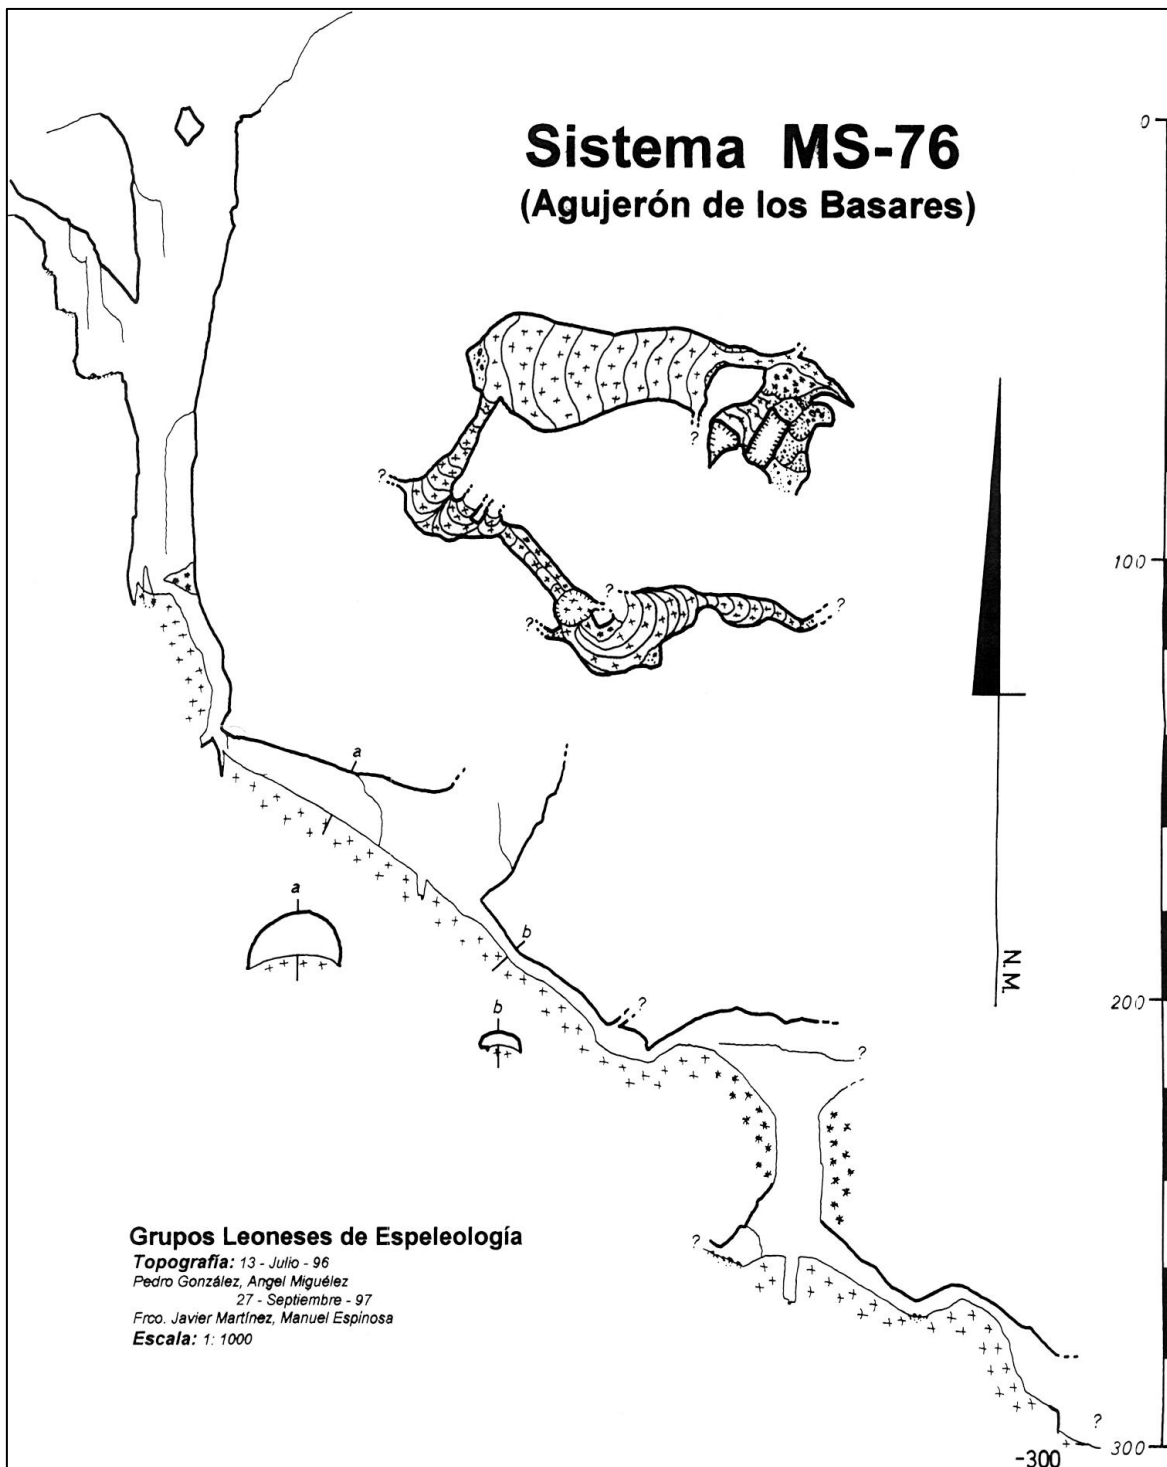 Sistema MS-76
(Agujerón de los Basares)
0
?
?
?
?
?
?
100
a
a
b
b
N.M.
?
200
?
?
Grupos Leoneses de Espeleología
Topografía: 13 - Julio - 96
Pedro González, Angel Miguélez
27 - Septiembre - 97
Frco. Javier Martínez, Manuel Espinosa
Escala: 1: 1000
?
-300
300